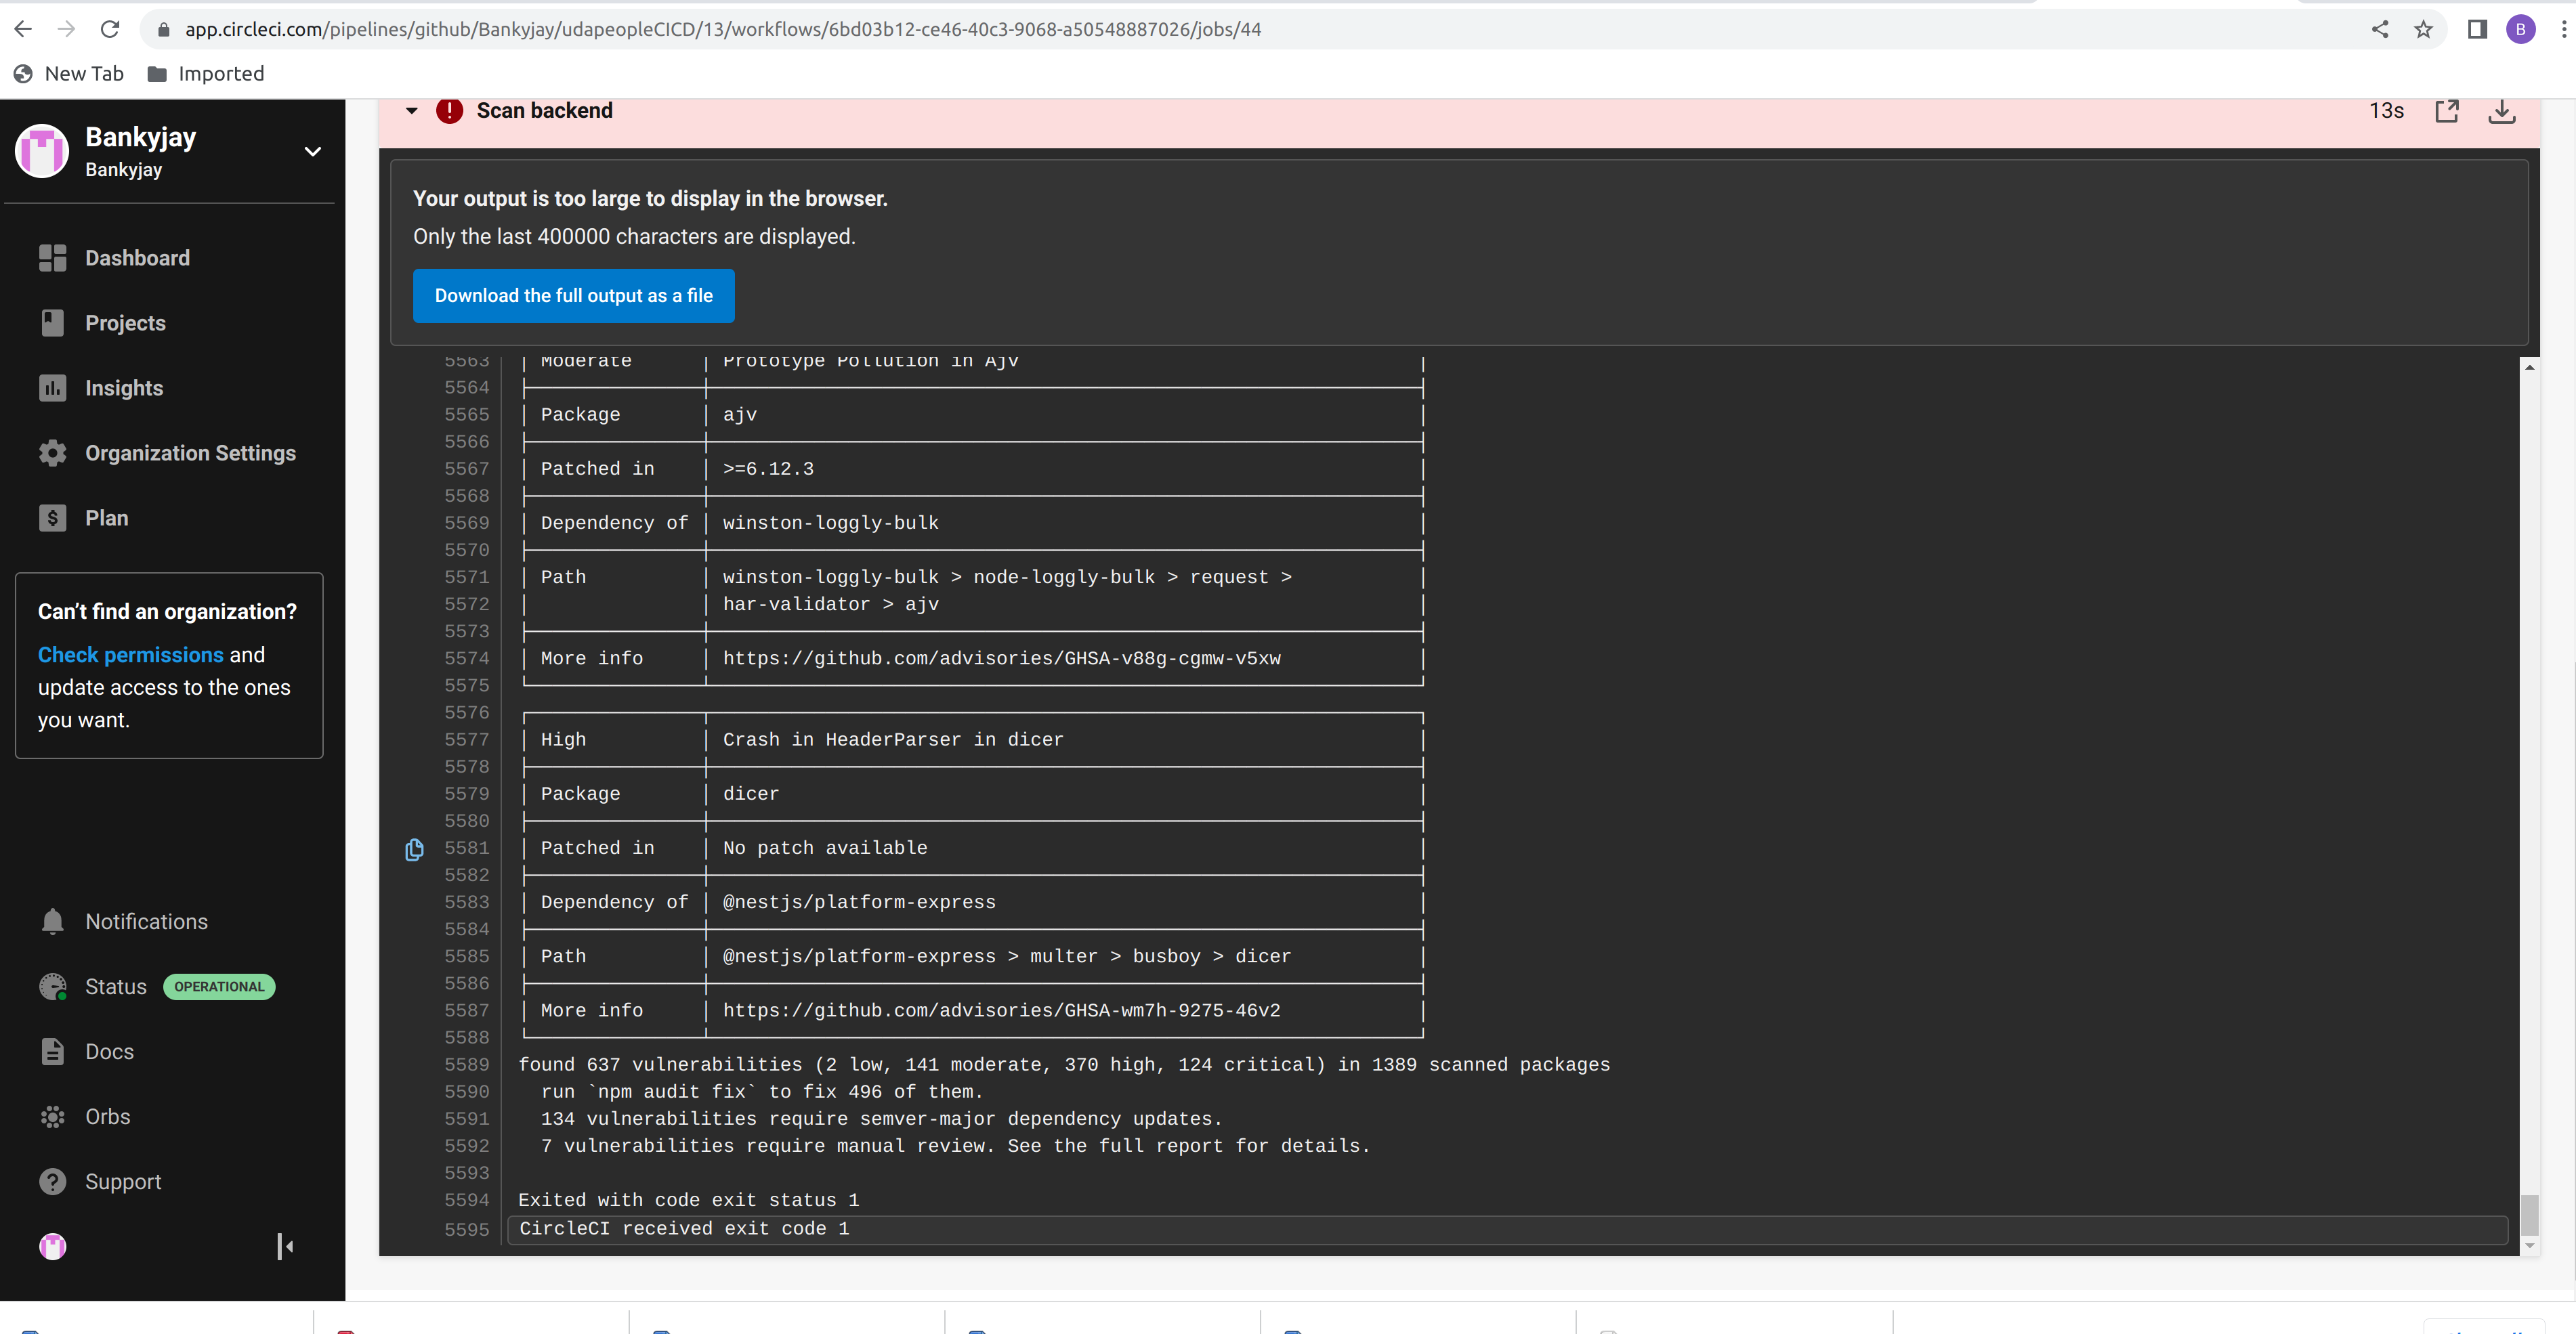 app.circleci.com/pipelines/github/Bankyjay/udapeopleCICD/13/workflows/6bd03b12-ce46-40c3-9068-a50548887026/jobs/44
B
New Tab
Imported
Bankyjay
Bankyjay
Dashboard
Projects
Insights
Organization Settings
Plan
Can't find an organization?
Check permissions and
update access to the ones
you want.
Notifications
Status OPERATIONAL
Docs
Orbs
Support
Scan backend 13s
Your output is too large to display in the browser.
Only the last 400000 characters are displayed.
Download the full output as a file
5563 | Moderate | Prototype Pollution in Ajv |
5564
5565 | Package | ajv |
5566
5567 | Patched in | >=6.12.3 |
5568
5569 | Dependency of | winston-loggly-bulk |
5570
5571 | Path | winston-loggly-bulk > node-loggly-bulk > request > |
5572 | | har-validator > ajv |
5573
5574 | More info | https://github.com/advisories/GHSA-v88g-cgmw-v5xw |
5575
5576
5577 | High | Crash in HeaderParser in dicer |
5578
5579 | Package | dicer |
5580
5581 | Patched in | No patch available |
5582
5583 | Dependency of | @nestjs/platform-express |
5584
5585 | Path | @nestjs/platform-express > multer > busboy > dicer |
5586
5587 | More info | https://github.com/advisories/GHSA-wm7h-9275-46v2 |
5588
5589 found 637 vulnerabilities (2 low, 141 moderate, 370 high, 124 critical) in 1389 scanned packages
5590 run `npm audit fix` to fix 496 of them.
5591 134 vulnerabilities require semver-major dependency updates.
5592 7 vulnerabilities require manual review. See the full report for details.
5593
5594 Exited with code exit status 1
5595 CircleCI received exit code 1